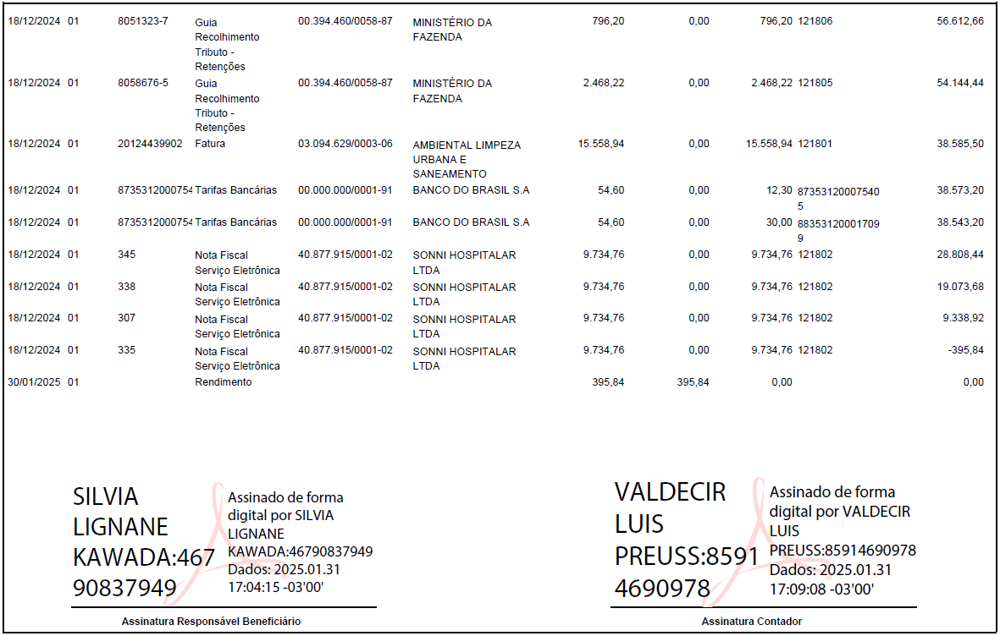 18/12/2024 01 8051323-7 Guia 00.394.460/0058-87 MINISTÉRIO DA 796,20 0,00 796,20 121806 56.612,66
Recolhimento FAZENDA
Tributo -
Retenções
18/12/2024 01 8058676-5 Guia 00.394.460/0058-87 MINISTÉRIO DA 2.468,22 0,00 2.468,22 121805 54.144,44
Recolhimento FAZENDA
Tributo -
Retenções
18/12/2024 01 20124439902 Fatura 03.094.629/0003-06 AMBIENTAL LIMPEZA 15.558,94 0,00 15.558,94 121801 38.585,50
URBANA E
SANEAMENTO
18/12/2024 01 8735312000754 Tarifas Bancárias 00.000.000/0001-91 BANCO DO BRASIL S.A 54,60 0,00 12,30 87353120007540 38.573,20
5
18/12/2024 01 8735312000754 Tarifas Bancárias 00.000.000/0001-91 BANCO DO BRASIL S.A 54,60 0,00 30,00 88353120001709 38.543,20
9
18/12/2024 01 345 Nota Fiscal 40.877.915/0001-02 SONNI HOSPITALAR 9.734,76 0,00 9.734,76 121802 28.808,44
Serviço Eletrônica LTDA
18/12/2024 01 338 Nota Fiscal 40.877.915/0001-02 SONNI HOSPITALAR 9.734,76 0,00 9.734,76 121802 19.073,68
Serviço Eletrônica LTDA
18/12/2024 01 307 Nota Fiscal 40.877.915/0001-02 SONNI HOSPITALAR 9.734,76 0,00 9.734,76 121802 9.338,92
Serviço Eletrônica LTDA
18/12/2024 01 335 Nota Fiscal 40.877.915/0001-02 SONNI HOSPITALAR 9.734,76 0,00 9.734,76 121802 -395,84
Serviço Eletrônica LTDA
30/01/2025 01 Rendimento 395,84 395,84 0,00 0,00
SILVIA
LIGNANE
KAWADA:467
90837949
Assinado de forma
digital por SILVIA
LIGNANE
KAWADA:46790837949
Dados: 2025.01.31
17:04:15 -03'00'
Assinatura Responsável Beneficiário
VALDECIR
LUIS
PREUSS:8591
4690978
Assinado de forma
digital por VALDECIR
LUIS
PREUSS:85914690978
Dados: 2025.01.31
17:09:08 -03'00'
Assinatura Contador